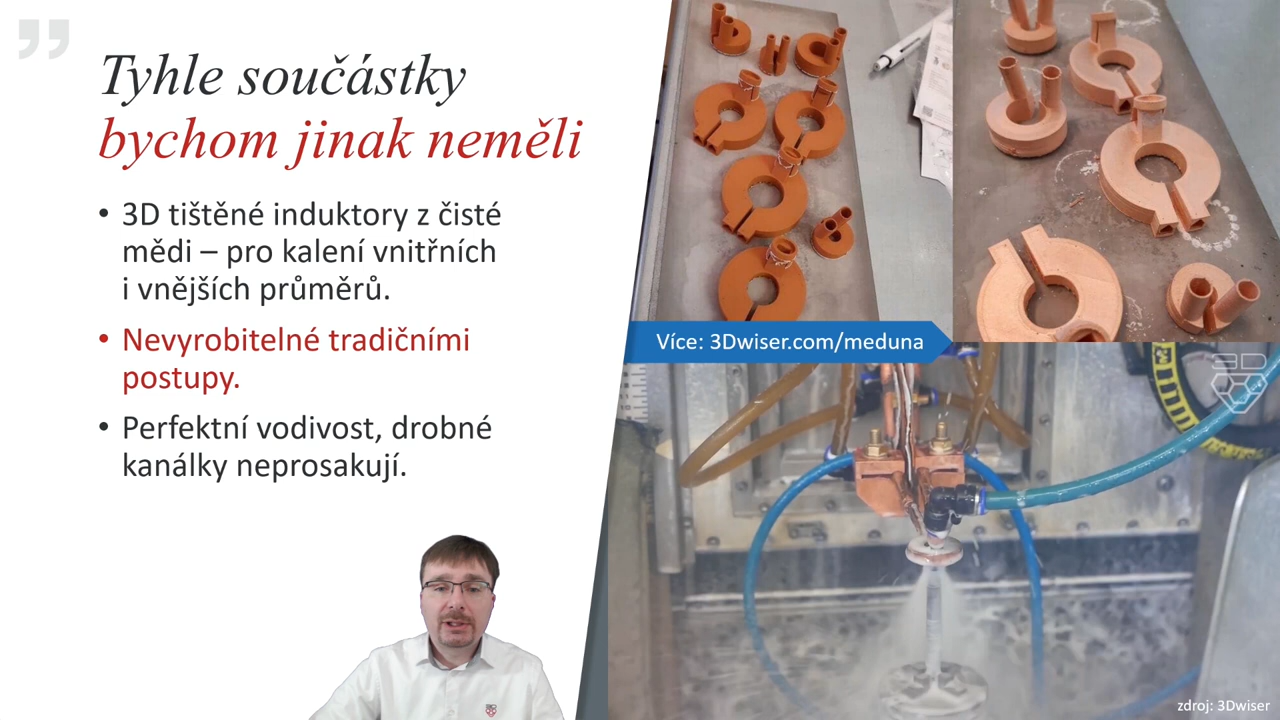 Tyhle součástky
bychom jinak neměli
• 3D tištěné induktory z čisté
mědi – pro kalení vnitřních
i vnějších průměrů.
• Nevyrobitelné tradičními
postupy.
• Perfektní vodivost, drobné
kanálky neprosakují.
Více: 3Dwiser.com/meduna
3D
zdroj: 3Dwiser